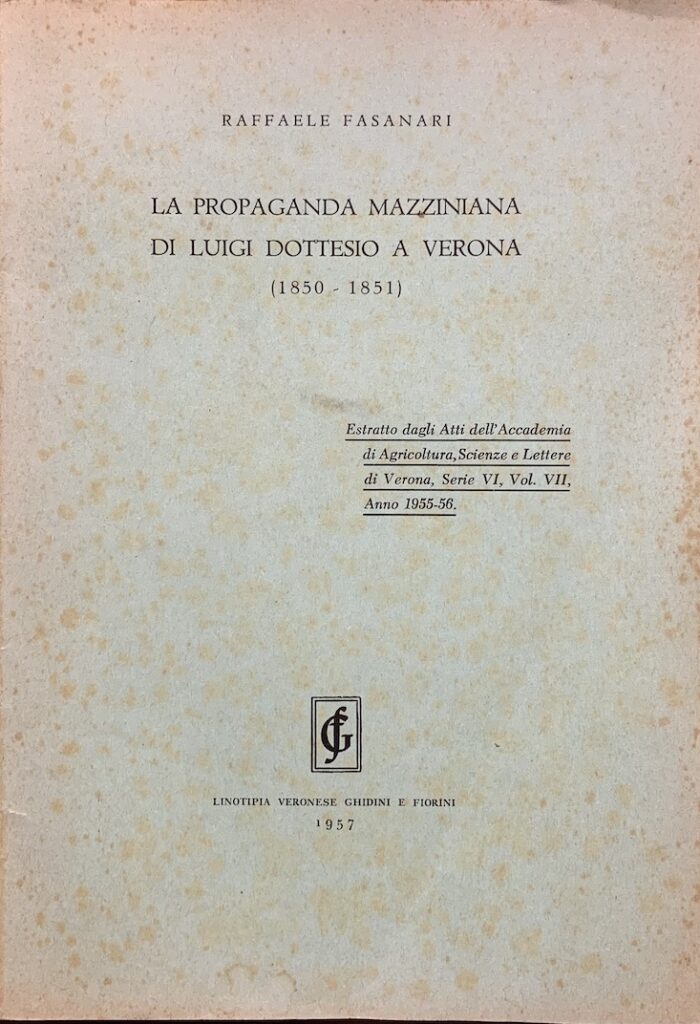 RAFFAELE FASANARI
LA PROPAGANDA MAZZINIANA
DI LUIGI DOTTESIO A VERONA
(1850 - 1851)
Estratto dagli Atti dell'Accademia
di Agricoltura, Scienze e Lettere
di Verona, Serie VI, Vol. VII,
Anno 1955-56.
GF
LINOTIPIA VERONESE GHIDINI E FIORINI
1957